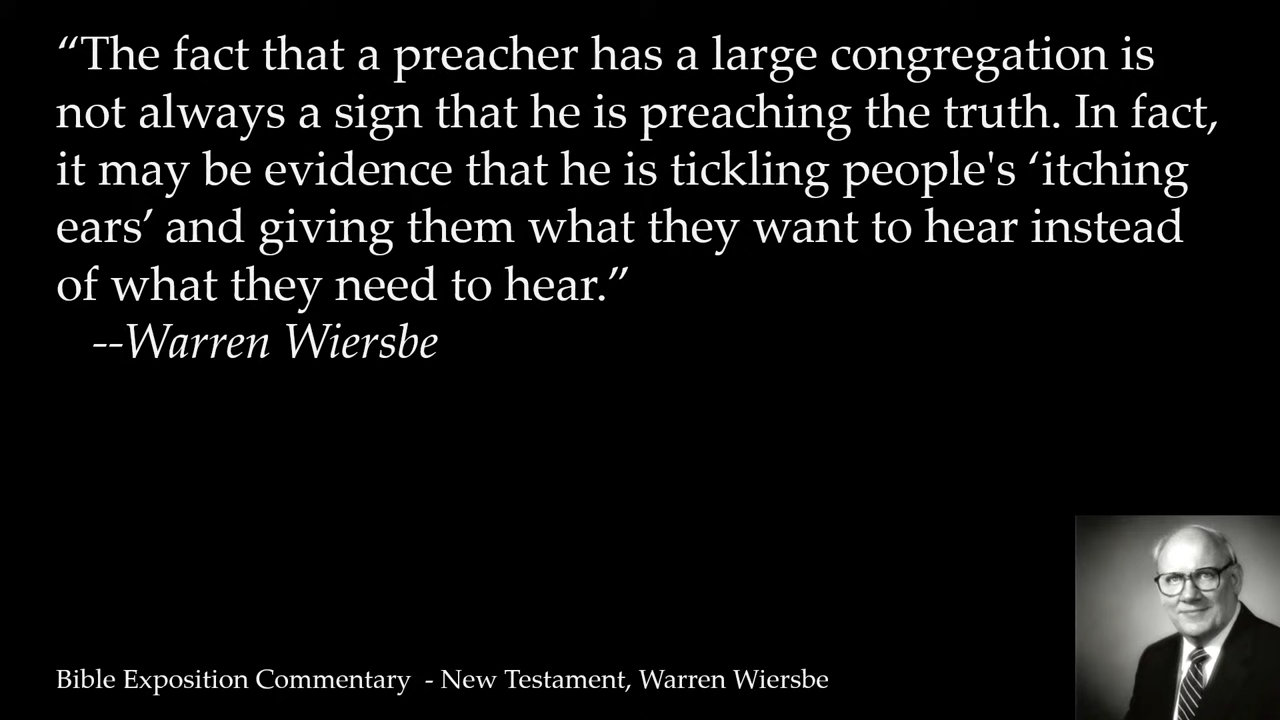 “The fact that a preacher has a large congregation is
not always a sign that he is preaching the truth. In fact,
it may be evidence that he is tickling people's ‘itching
ears’ and giving them what they want to hear instead
of what they need to hear.”
--Warren Wiersbe
Bible Exposition Commentary - New Testament, Warren Wiersbe